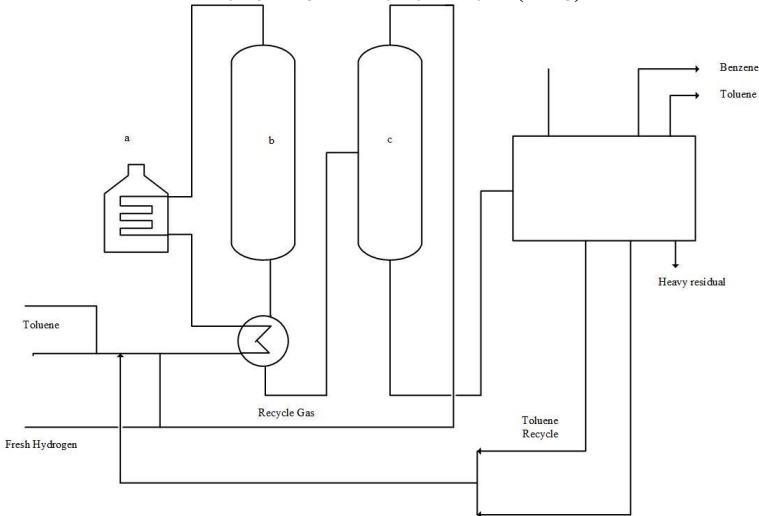 Benzene
Toluene
a
b
c
Heavy residual
Toluene
Recycle Gas
Toluene
Recycle
Fresh Hydrogen